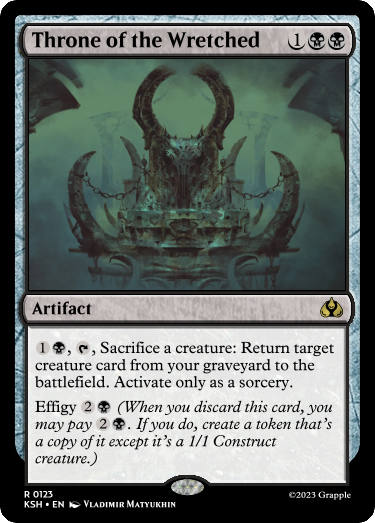 Throne of the Wretched 1
Artifact
1 , , Sacrifice a creature: Return target
creature card from your graveyard to the
battlefield. Activate only as a sorcery.
Effigy 2 (When you discard this card, you
may pay 2 . If you do, create a token that's
a copy of it except it's a 1/1 Construct
creature.)
R 0123
KSH • EN Vladimir Matyukhin
©2023 Grapple